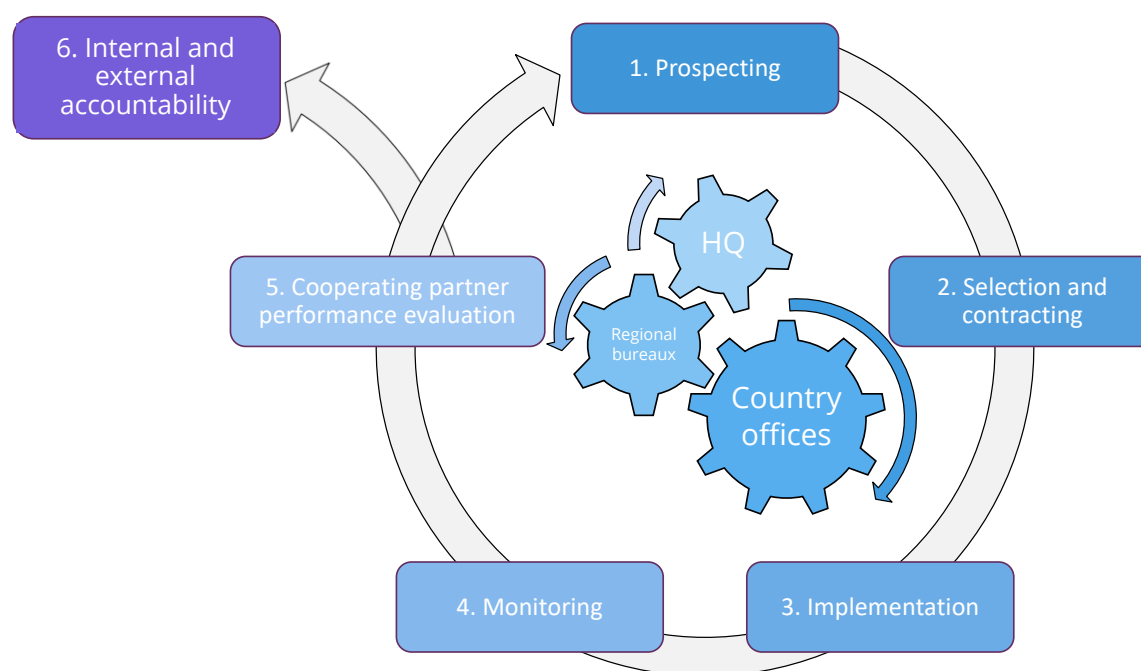 6. Internal and
external
accountability
1. Prospecting
HQ
5. Cooperating partner
performance evaluation
2. Selection and
contracting
Regional
bureaux
Country
offices
4. Monitoring
3. Implementation